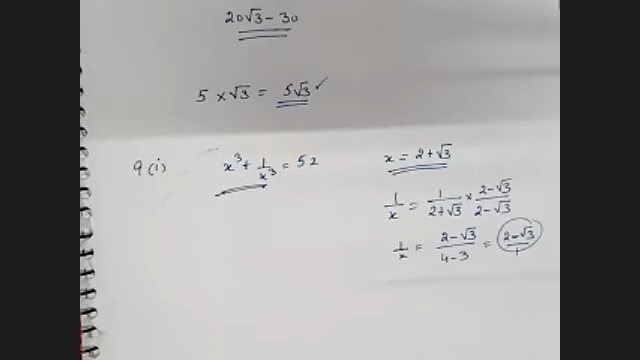 20√3 - 30
5 × √3 = 5√3 ✓
9 (i) x³ + 1/x³ = 52
x = 2 + √3
1/x = 1/(2+√3) × (2-√3)/(2-√3)
1/x = (2-√3)/(4-3) = (2-√3)/1